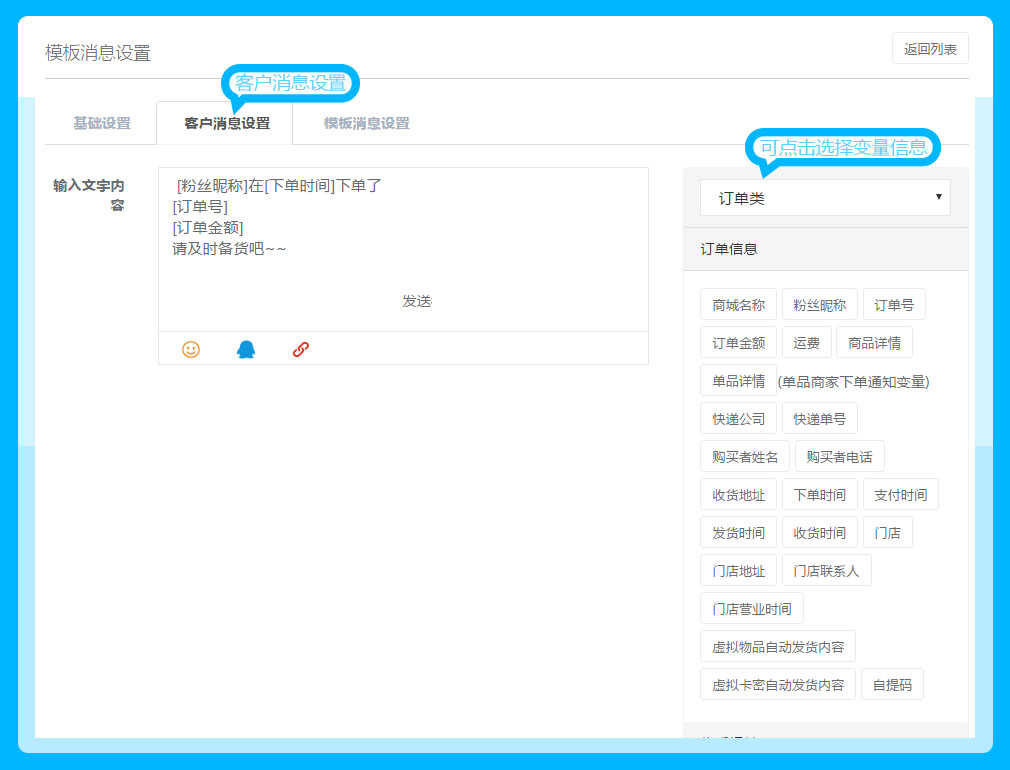 模板消息设置
返回列表
客户消息设置
基础设置 客户消息设置 模板消息设置
可点击选择变量信息
输入文字内容
[粉丝昵称]在[下单时间]下单了
[订单号]
[订单金额]
请及时备货吧~~
发送
订单类
订单信息
商城名称 粉丝昵称 订单号
订单金额 运费 商品详情
单品详情 (单品商家下单通知变量)
快递公司 快递单号
购买者姓名 购买者电话
收货地址 下单时间 支付时间
发货时间 收货时间 门店
门店地址 门店联系人
门店营业时间
虚拟物品自动发货内容
虚拟卡密自动发货内容 自提码